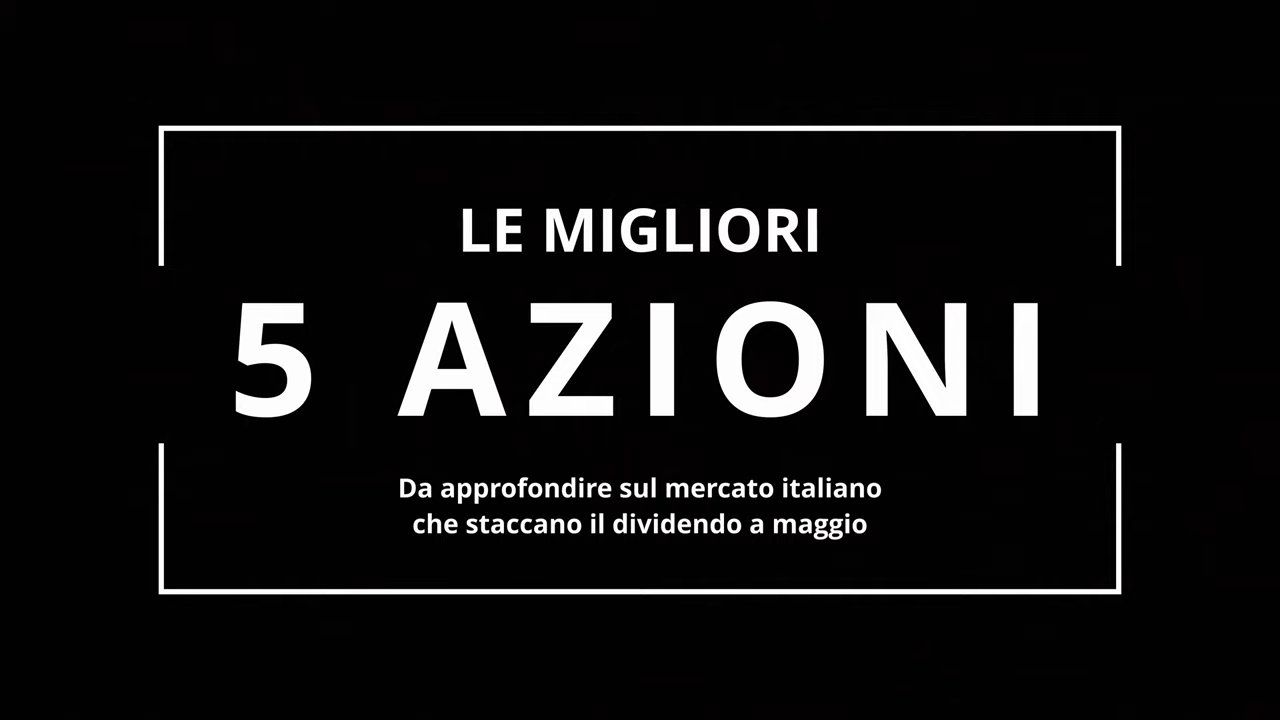 LE MIGLIORI
5 AZIONI
Da approfondire sul mercato italiano
che staccano il dividendo a maggio